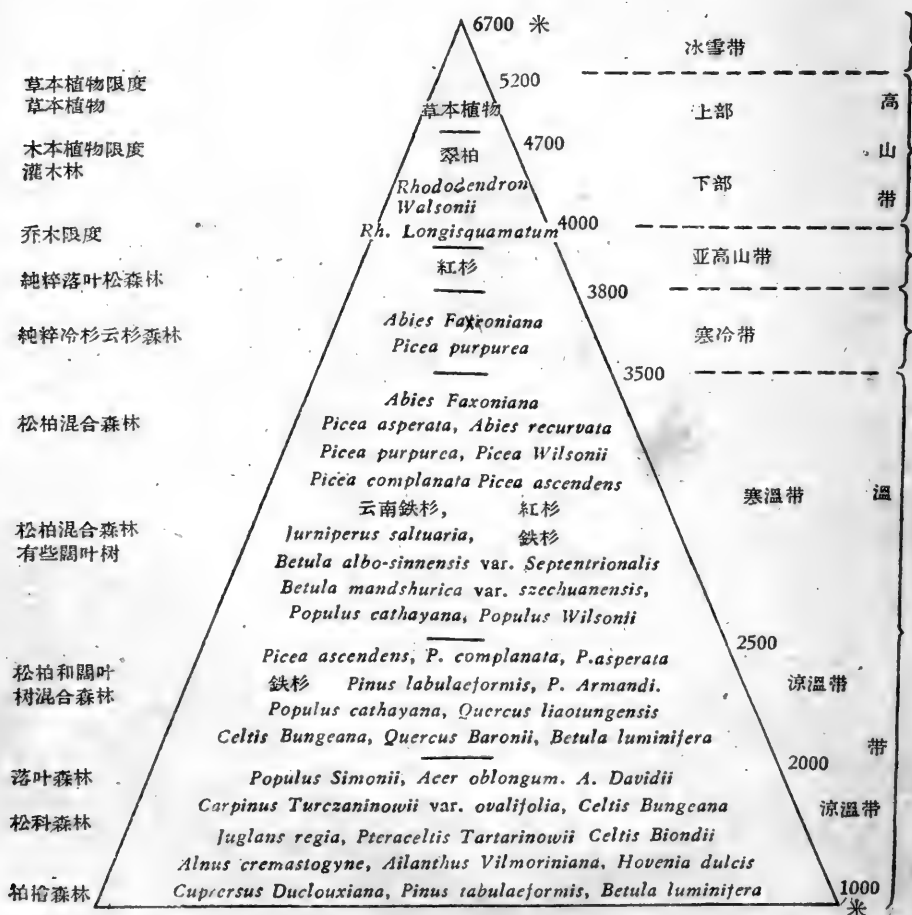 6700 米
冰雪带
5200
草本植物限度
草本植物
草本植物
上部
高
4700
木本植物限度
灌木林
翠柏
山
Rhododendron
下部
带
Walsonii
4000
乔木限度
Rh. Longisquamatum
亚高山带
紅杉
純粹落叶松森林
3800
Abies Faxroniana
純粹冷杉云杉森林
寒冷带
Picea purpurea
3500
Abies Faxoniana
松柏混合森林
Picea asperata, Abies recurvata
Picea purpurea, Picea Wilsonii
Picea complanata Picea ascendens
寒溫带
溫
云南鉄杉, 紅杉
松柏混合森林
有些闊叶树
Jurniperus saltuaria, 鉄杉
Betula albo-sinnensis var. Septentrionalis
Betula mandshurica var. szechuanensis,
Populus cathayana, Populus Wilsonii
2500
Picea ascendens, P. complanata, P.asperata
松柏和闊叶
树混合森林
鉄杉 Pinus labulaeformis, P. Armandi.
涼溫带
Populus cathayana, Quercus liaotungensis
Celtis Bungeana, Quercus Baronii, Betula luminifera
带
2000
落叶森林
Populus Simonii, Acer oblongum. A. Davidii
Carpinus Turczaninowii var. ovalifolia, Celtis Bungeana
涼溫带
松科森林
Juglans regia, Pteraceltis Tartarinowii Celtis Biondii
Alnus cremastogyne, Ailanthus Vilmoriniana, Hovenia dulcis
柏檜森林
Cuprersus Duclouxiana, Pinus tabulaeformis, Betula luminifera
1000
米